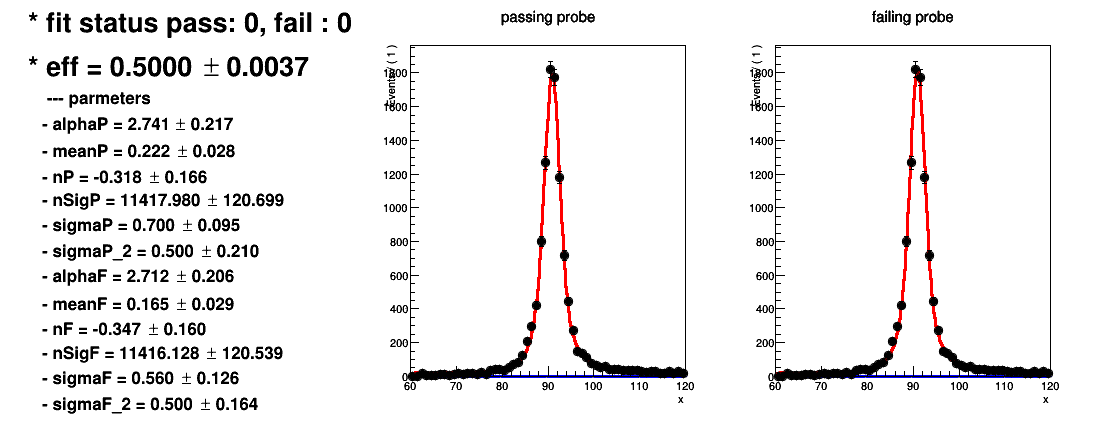 * fit status pass: 0, fail : 0
* eff = 0.5000 ± 0.0037
--- parmeters
- alphaP = 2.741 ± 0.217
- meanP = 0.222 ± 0.028
- nP = -0.318 ± 0.166
- nSigP = 11417.980 ± 120.699
- sigmaP = 0.700 ± 0.095
- sigmaP_2 = 0.500 ± 0.210
- alphaF = 2.712 ± 0.206
- meanF = 0.165 ± 0.029
- nF = -0.347 ± 0.160
- nSigF = 11416.128 ± 120.539
- sigmaF = 0.560 ± 0.126
- sigmaF_2 = 0.500 ± 0.164
passing probe
Events / ( 1 )
1800
1600
1400
1200
1000
800
600
400
200
0
60 70 80 90 100 110 120
x
failing probe
Events / ( 1 )
1800
1600
1400
1200
1000
800
600
400
200
0
60 70 80 90 100 110 120
x